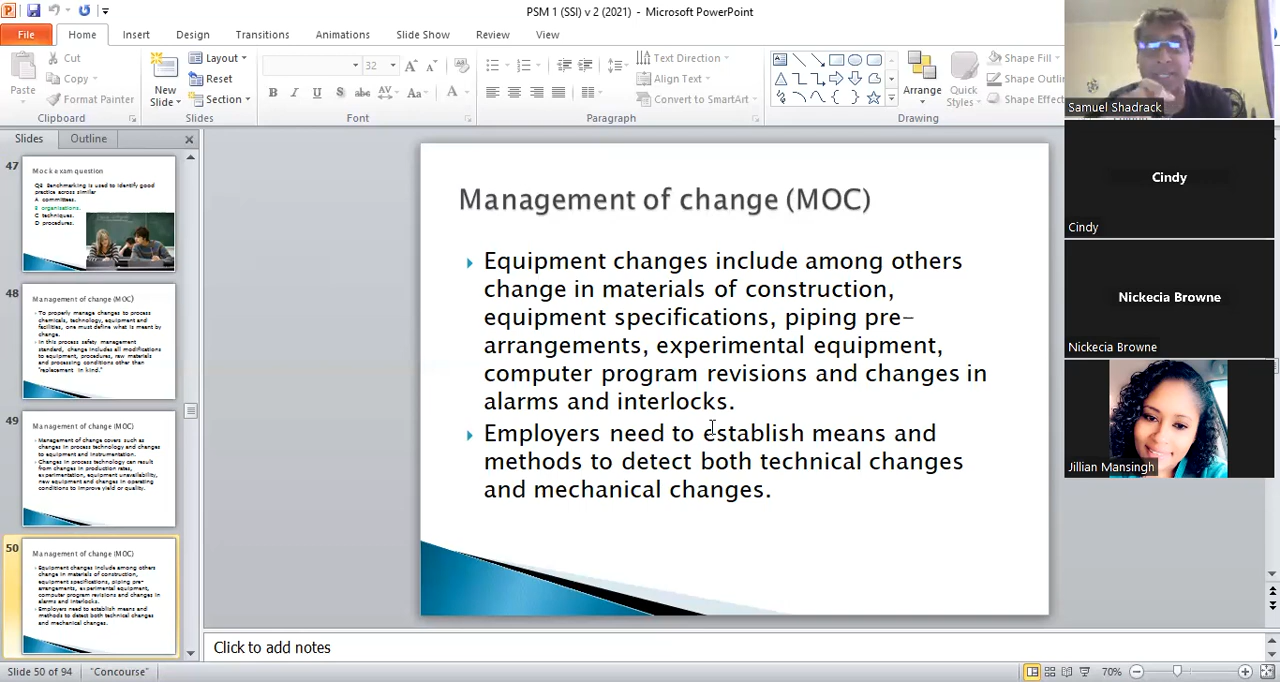 PSM 1 (SSI) v 2 (2021) - Microsoft PowerPoint
File Home Insert Design Transitions Animations Slide Show Review View
Cut
Copy
Format Painter
Paste
Clipboard
New
Slide
Layout
Reset
Section
Slides
32
Font
Text Direction
Align Text
Convert to SmartArt
Paragraph
Arrange
Quick
Styles
Shape Fill
Shape Outli
Shape Effec
Drawing
Slides Outline
47
Mock exam question
Q8 Benchmarking is used to identify good
practice across similar
A committees.
B organisations.
C techniques.
D procedures.
48
Management of change (MOC)
To properly manage changes to process
chemicals, technology, equipment and
facilities, one must define what is meant by
change.
In this process safety management
standard, change includes all modifications
to equipment, procedures, raw materials
and processing conditions other than
"replacement in kind."
49
Management of change (MOC)
Management of change covers such as
changes in process technology and changes
to equipment and instrumentation.
Changes in process technology can result
from changes in production rates,
experimentation, equipment unavailability,
new equipment and changes in operating
conditions to improve yield or quality.
50
Management of change (MOC)
Equipment changes include among others
change in materials of construction,
equipment specifications, piping pre-
arrangements, experimental equipment,
computer program revisions and changes in
alarms and interlocks.
Employers need to establish means and
methods to detect both technical changes
and mechanical changes.
Management of change (MOC)
Equipment changes include among others
change in materials of construction,
equipment specifications, piping pre-
arrangements, experimental equipment,
computer program revisions and changes in
alarms and interlocks.
Employers need to establish means and
methods to detect both technical changes
and mechanical changes.
Click to add notes
Slide 50 of 94 "Concourse" 70%
Samuel Shadrack
Cindy
Cindy
Nickecia Browne
Nickecia Browne
Jillian Mansingh